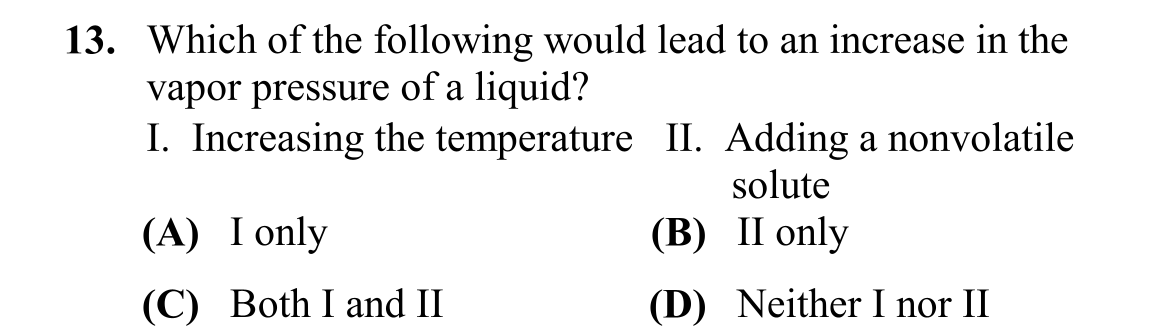 13. Which of the following would lead to an increase in the
vapor pressure of a liquid?
I. Increasing the temperature II. Adding a nonvolatile
solute
(A) I only (B) II only
(C) Both I and II (D) Neither I nor II